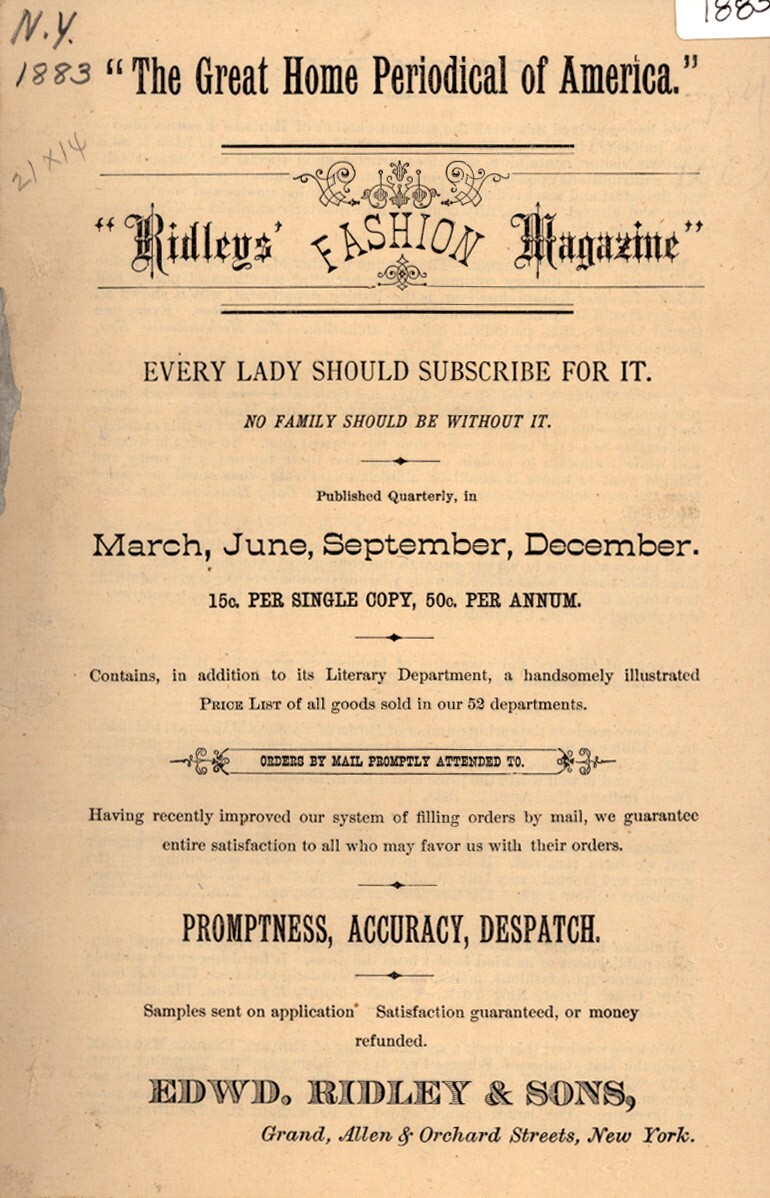 N.Y.
1883
1883
21 x 14
"The Great Home Periodical of America."
"Ridleys' FASHION Magazine"
EVERY LADY SHOULD SUBSCRIBE FOR IT.
NO FAMILY SHOULD BE WITHOUT IT.
Published Quarterly, in
March, June, September, December.
15c. PER SINGLE COPY, 50c. PER ANNUM.
Contains, in addition to its Literary Department, a handsomely illustrated
PRICE LIST of all goods sold in our 52 departments.
ORDERS BY MAIL PROMPTLY ATTENDED TO.
Having recently improved our system of filling orders by mail, we guarantee
entire satisfaction to all who may favor us with their orders.
PROMPTNESS, ACCURACY, DESPATCH.
Samples sent on application Satisfaction guaranteed, or money
refunded.
EDWD. RIDLEY & SONS,
Grand, Allen & Orchard Streets, New York.